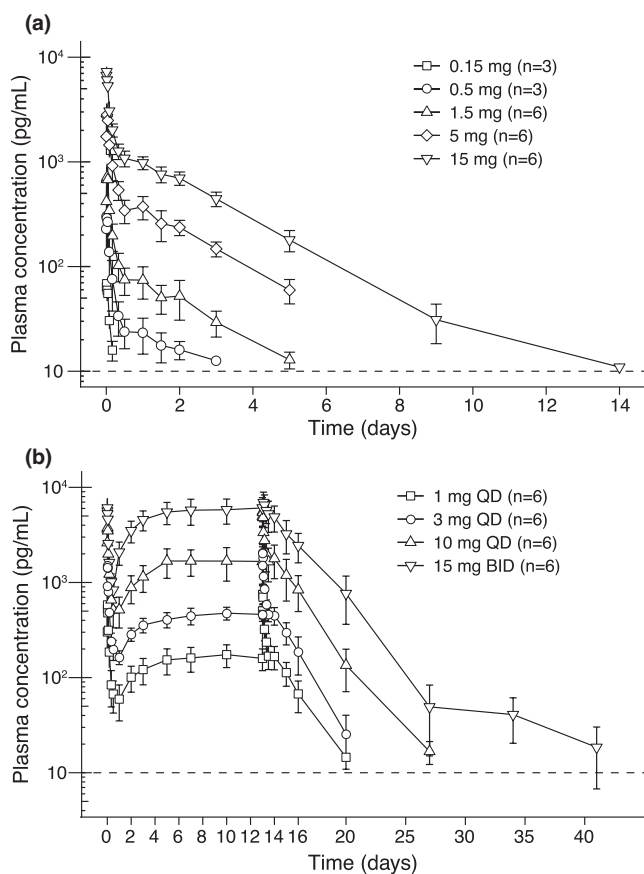 (a)
10⁴
10³
10²
10
Plasma concentration (pg/mL)
0.15 mg (n=3)
0.5 mg (n=3)
1.5 mg (n=6)
5 mg (n=6)
15 mg (n=6)
0 2 4 6 8 10 12 14
Time (days)
(b)
10⁴
10³
10²
10
Plasma concentration (pg/mL)
1 mg QD (n=6)
3 mg QD (n=6)
10 mg QD (n=6)
15 mg BID (n=6)
0 2 4 6 8 10 12 14 16 20 25 30 35 40
Time (days)